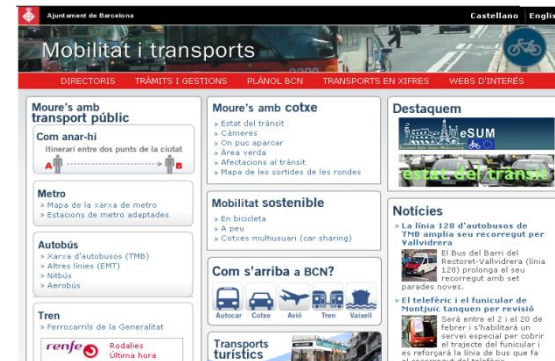 Ajuntament de Barcelona
Castellano Englis
Mobilitat i transports
DIRECTORIS TRÀMITS I GESTIONS PLÀNOL BCN TRANSPORTS EN XIFRES WEBS D'INTERÈS
Moure's amb
transport públic
Com anar-hi
Itinerari entre dos punts de la ciutat
A B
Metro
» Mapa de la xarxa de metro
» Estacions de metro adaptades
Autobús
» Xarxa d'autobusos (TMB)
» Altres línies (EMT)
» Nitbús
» Aerobús
Tren
» Ferrocarrils de la Generalitat
renfe Rodalies
Última hora
Moure's amb cotxe
» Estat del trànsit
» Càmeres
» On puc aparcar
» Àrea verda
» Afectacions al trànsit
» Mapa de les sortides de les rondes
Mobilitat sostenible
» En bicicleta
» A peu
» Cotxes multiusuari (car sharing)
Com s'arriba a BCN?
Autocar Cotxe Avió Tren Vaixell
Transports
turístics
Destaquem
eSUM
estat del trànsit
Notícies
» La línia 128 d'autobusos de
TMB amplia seu recorregut per
Vallvidrera
El Bus del Barri del
Rectoret-Vallvidrera (línia
128) prolonga el seu
recorregut amb set
parades noves.
» El telefèric i el funicular de
Montjuïc tanquen per revisió
Serà entre el 2 i el 20 de
febrer i s'habilitarà un
servei especial per cobrir
el trajecte del funicular i
es reforçarà la línia de bus que fa
el recorregut del telefèric